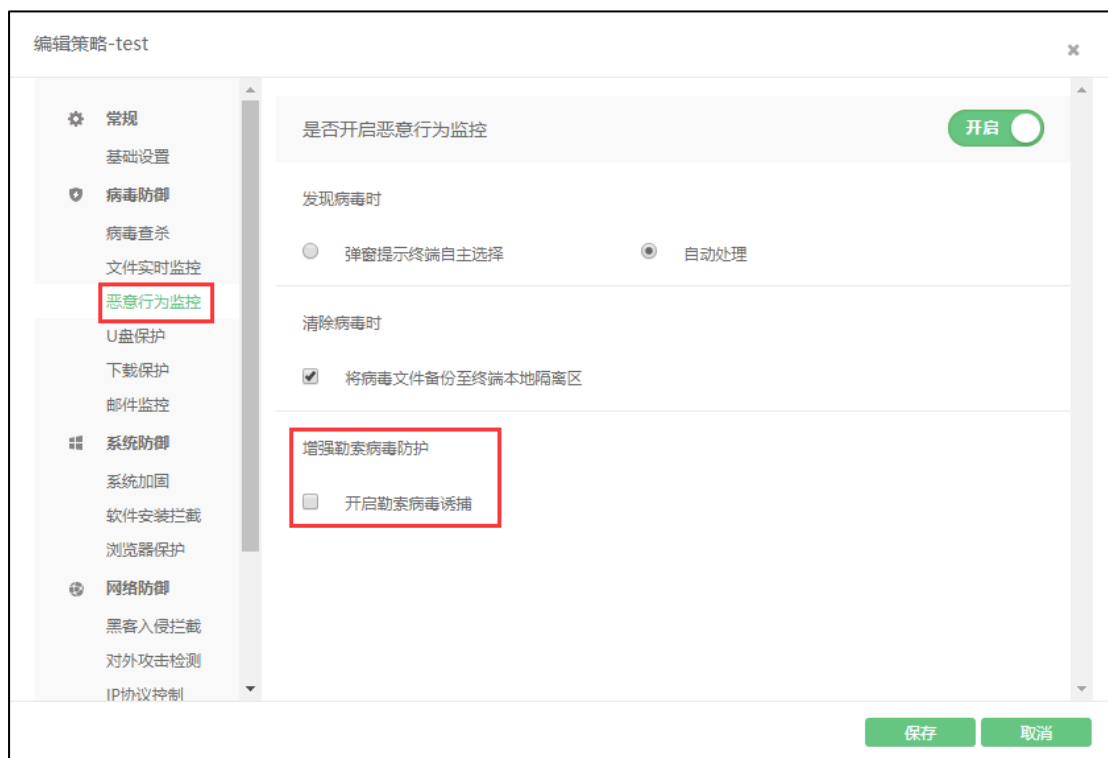 编辑策略-test
常规
基础设置
病毒防御
病毒查杀
文件实时监控
恶意行为监控
U盘保护
下载保护
邮件监控
系统防御
系统加固
软件安装拦截
浏览器保护
网络防御
黑客入侵拦截
对外攻击检测
IP协议控制
是否开启恶意行为监控
开启
发现病毒时
弹窗提示终端自主选择
自动处理
清除病毒时
将病毒文件备份至终端本地隔离区
增强勒索病毒防护
开启勒索病毒诱捕
保存
取消